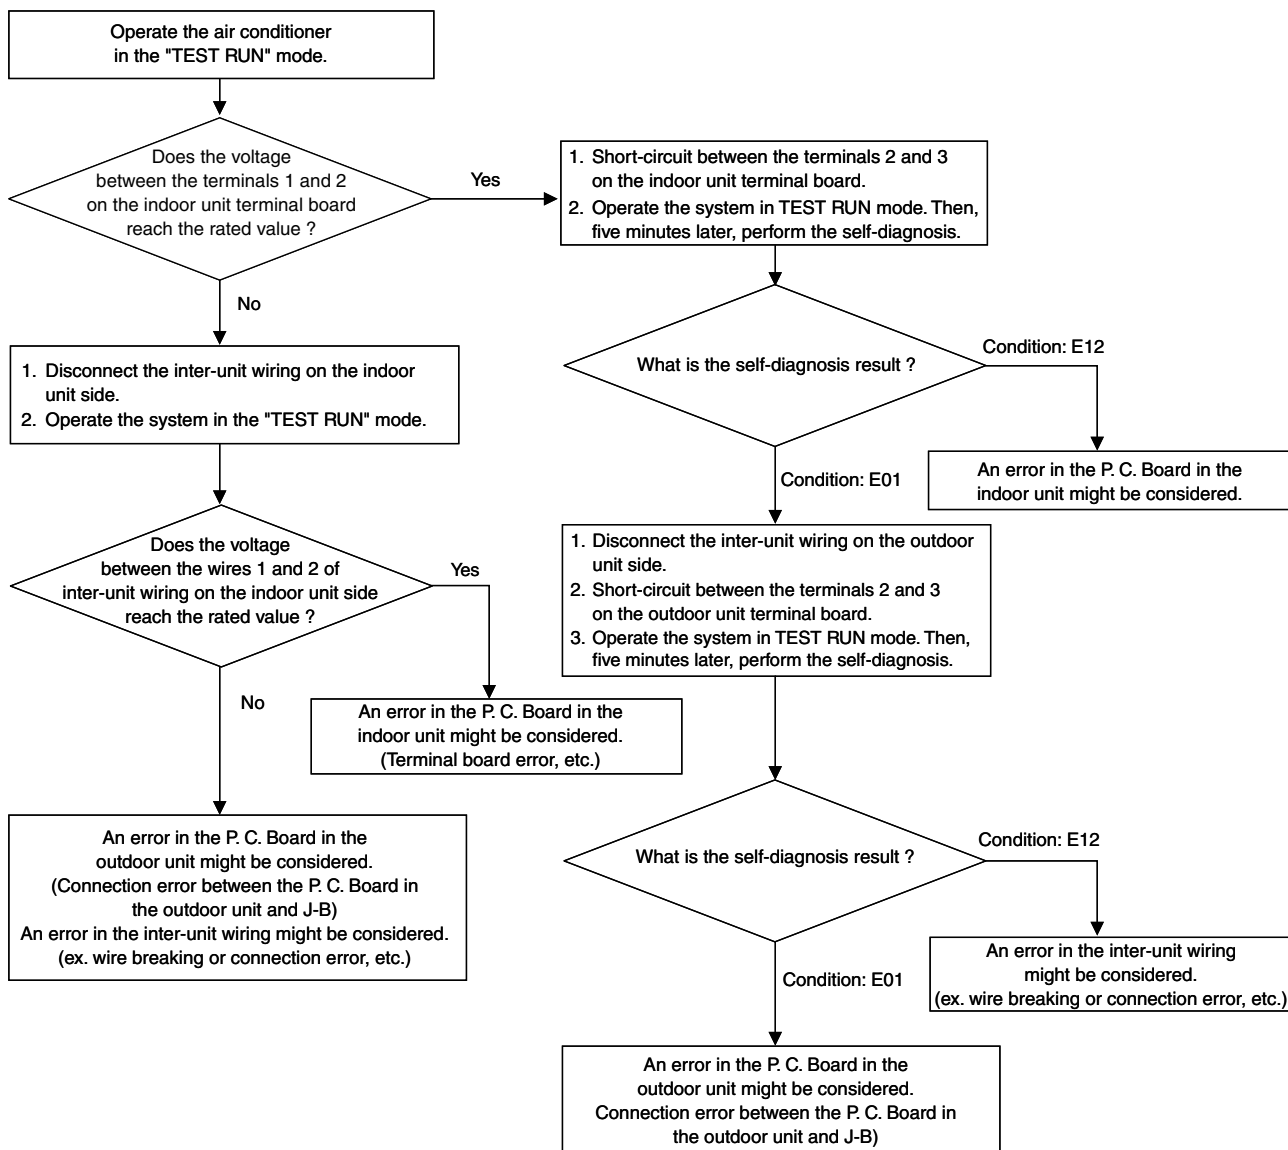 Operate the air conditioner
in the "TEST RUN" mode.
Does the voltage
between the terminals 1 and 2
on the indoor unit terminal board
reach the rated value ?
Yes
No
1. Short-circuit between the terminals 2 and 3
on the indoor unit terminal board.
2. Operate the system in TEST RUN mode. Then,
five minutes later, perform the self-diagnosis.
1. Disconnect the inter-unit wiring on the indoor
unit side.
2. Operate the system in the "TEST RUN" mode.
What is the self-diagnosis result ?
Condition: E12
Condition: E01
An error in the P. C. Board in the
indoor unit might be considered.
Does the voltage
between the wires 1 and 2 of
inter-unit wiring on the indoor unit side
reach the rated value ?
Yes
No
1. Disconnect the inter-unit wiring on the outdoor
unit side.
2. Short-circuit between the terminals 2 and 3
on the outdoor unit terminal board.
3. Operate the system in TEST RUN mode. Then,
five minutes later, perform the self-diagnosis.
An error in the P. C. Board in the
indoor unit might be considered.
(Terminal board error, etc.)
An error in the P. C. Board in the
outdoor unit might be considered.
(Connection error between the P. C. Board in
the outdoor unit and J-B)
An error in the inter-unit wiring might be considered.
(ex. wire breaking or connection error, etc.)
What is the self-diagnosis result ?
Condition: E12
Condition: E01
An error in the inter-unit wiring
might be considered.
(ex. wire breaking or connection error, etc.)
An error in the P. C. Board in the
outdoor unit might be considered.
Connection error between the P. C. Board in
the outdoor unit and J-B)